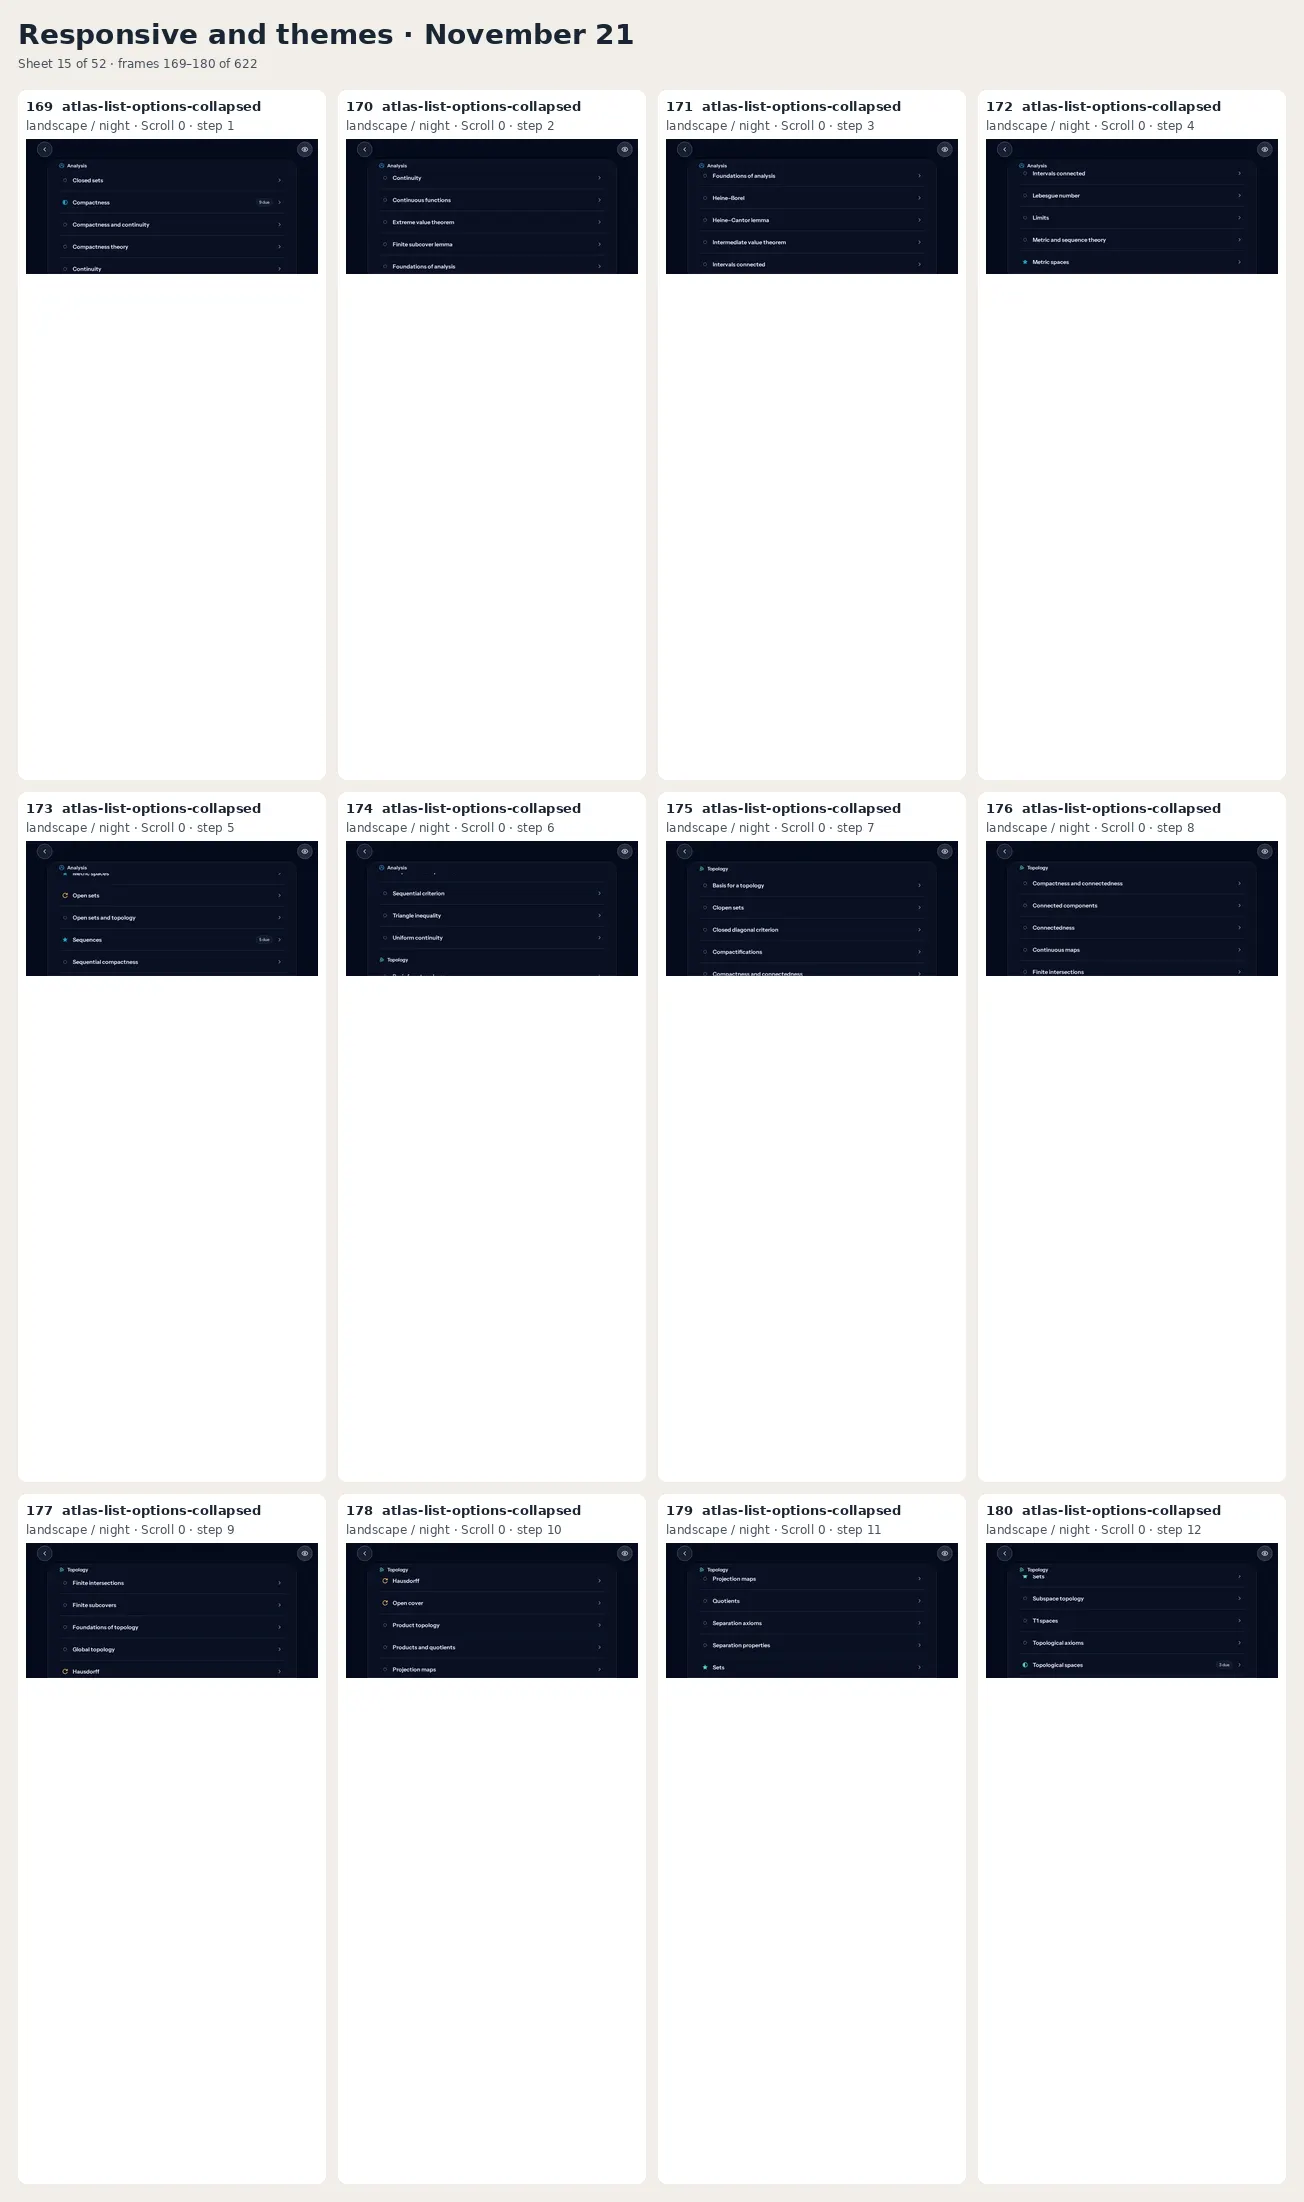 Responsive and themes · November 21
Sheet 15 of 52 · frames 169–180 of 622
169 atlas-list-options-collapsed
landscape / night · Scroll 0 · step 1
Analysis
Closed sets
Compactness
Compactness and continuity
Compactness theory
Continuity
170 atlas-list-options-collapsed
landscape / night · Scroll 0 · step 2
Analysis
Continuity
Continuous functions
Extreme value theorem
Finite subcover lemma
Foundations of analysis
171 atlas-list-options-collapsed
landscape / night · Scroll 0 · step 3
Analysis
Foundations of analysis
Heine–Borel
Heine–Cantor lemma
Intermediate value theorem
Intervals connected
172 atlas-list-options-collapsed
landscape / night · Scroll 0 · step 4
Analysis
Intervals connected
Lebesgue number
Limits
Metric and sequence theory
Metric spaces
173 atlas-list-options-collapsed
landscape / night · Scroll 0 · step 5
Analysis
Metric spaces
Open sets
Open sets and topology
Sequences
Sequential compactness
174 atlas-list-options-collapsed
landscape / night · Scroll 0 · step 6
Analysis
Sequential criterion
Triangle inequality
Uniform continuity
Topology
175 atlas-list-options-collapsed
landscape / night · Scroll 0 · step 7
Topology
Basis for a topology
Clopen sets
Closed diagonal criterion
Compactifications
Compactness and connectedness
176 atlas-list-options-collapsed
landscape / night · Scroll 0 · step 8
Topology
Compactness and connectedness
Connected components
Connectedness
Continuous maps
Finite intersections
177 atlas-list-options-collapsed
landscape / night · Scroll 0 · step 9
Topology
Finite intersections
Finite subcovers
Foundations of topology
Global topology
Hausdorff
178 atlas-list-options-collapsed
landscape / night · Scroll 0 · step 10
Topology
Hausdorff
Open cover
Product topology
Products and quotients
Projection maps
179 atlas-list-options-collapsed
landscape / night · Scroll 0 · step 11
Topology
Projection maps
Quotients
Separation axioms
Separation properties
Sets
180 atlas-list-options-collapsed
landscape / night · Scroll 0 · step 12
Topology
Sets
Subspace topology
T1 spaces
Topological axioms
Topological spaces